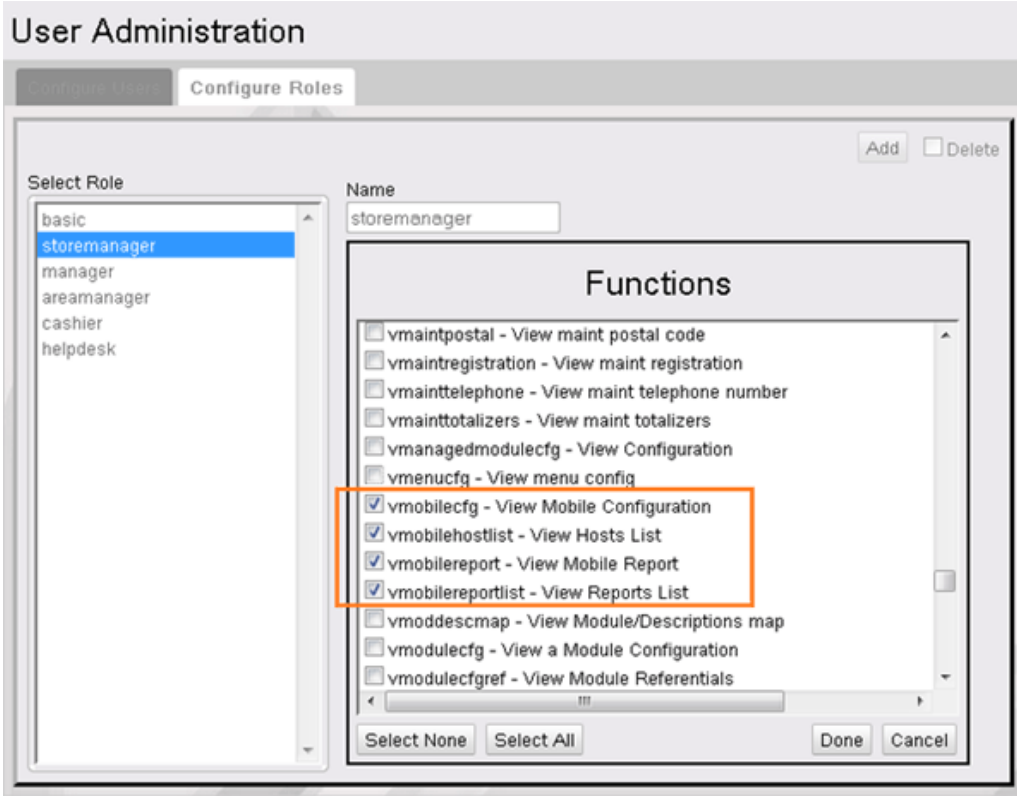 User Administration
Configure Users
Configure Roles
Add
Delete
Select Role
basic
storemanager
manager
areamanager
cashier
helpdesk
Name
storemanager
Functions
vmaintpostal - View maint postal code
vmaintregistration - View maint registration
vmainttelephone - View maint telephone number
vmainttotalizers - View maint totalizers
vmanagedmodulecfg - View Configuration
vmenucfg - View menu config
vmobilecfg - View Mobile Configuration
vmobilehostlist - View Hosts List
vmobilereport - View Mobile Report
vmobilereportlist - View Reports List
vmoddescmap - View Module/Descriptions map
vmodulecfg - View a Module Configuration
vmodulecfgref - View Module Referentials
Select None
Select All
Done
Cancel